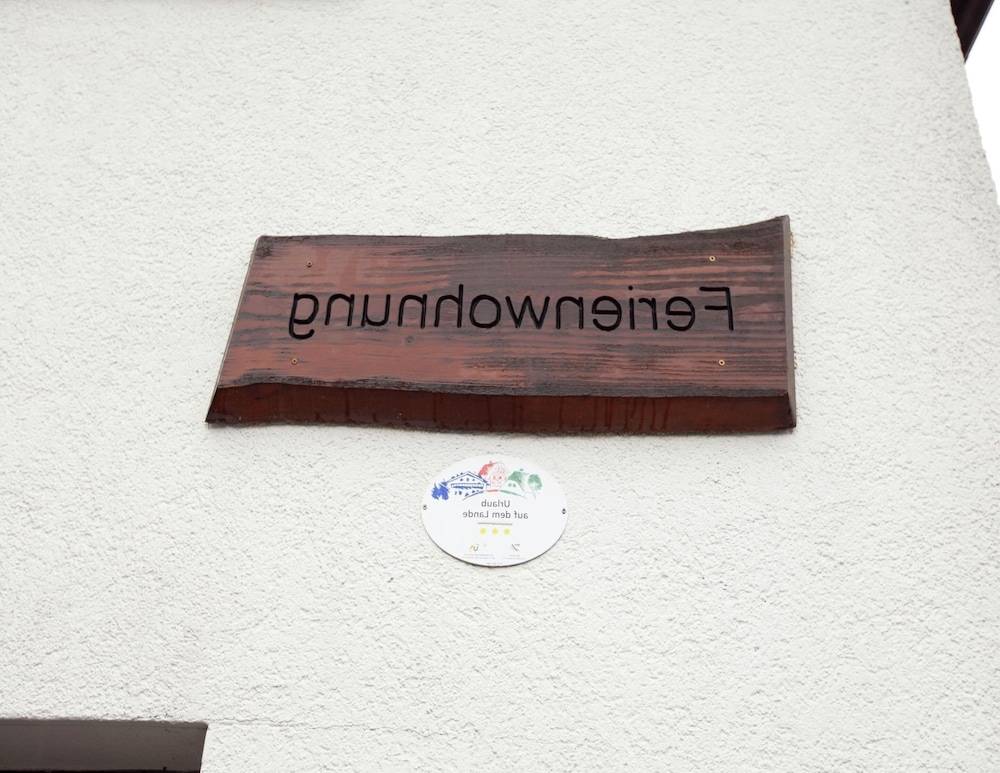 Ferienwohnung
Urlaub
auf dem Lande